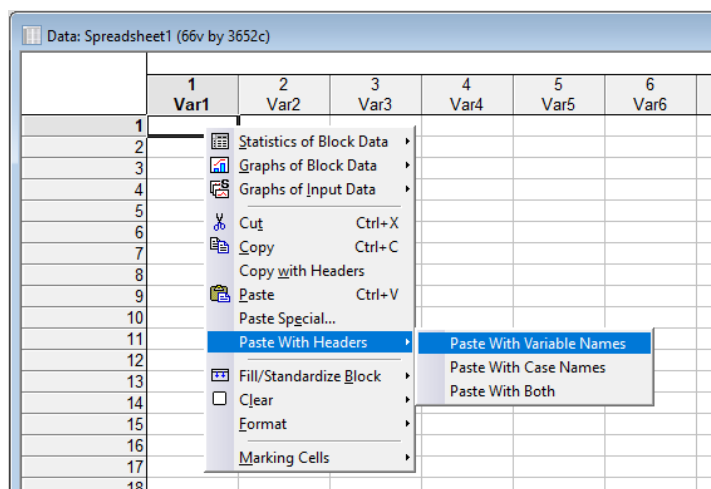 Data: Spreadsheet1 (66v by 3652c)
1 2 3 4 5 6
Var1 Var2 Var3 Var4 Var5 Var6
1
2
3
4
5
6
7
8
9
10
11
12
13
14
15
16
17
18
Statistics of Block Data
Graphs of Block Data
Graphs of Input Data
Cut Ctrl+X
Copy Ctrl+C
Copy with Headers
Paste Ctrl+V
Paste Special...
Paste With Headers
Fill/Standardize Block
Clear
Format
Marking Cells
Paste With Variable Names
Paste With Case Names
Paste With Both